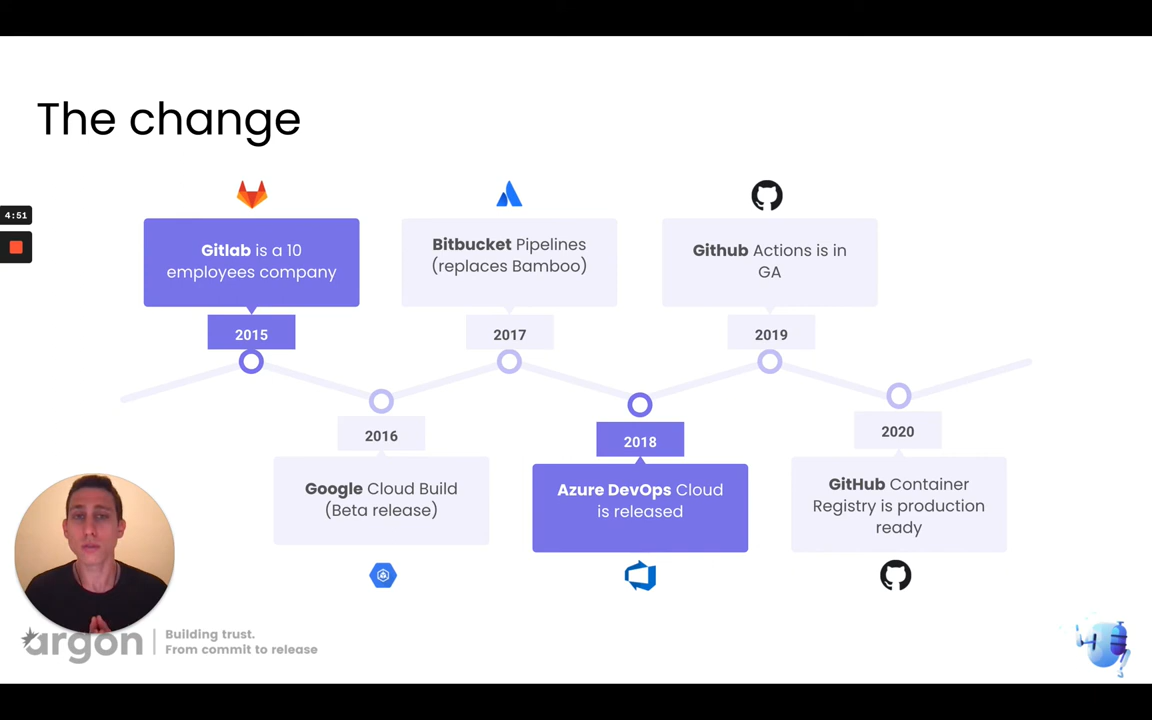 The change
4:51
Gitlab is a 10
employees company
2015
Bitbucket Pipelines
(replaces Bamboo)
2017
Github Actions is in
GA
2019
2016
Google Cloud Build
(Beta release)
2018
Azure DevOps Cloud
is released
2020
GitHub Container
Registry is production
ready
argon
Building trust.
From commit to release